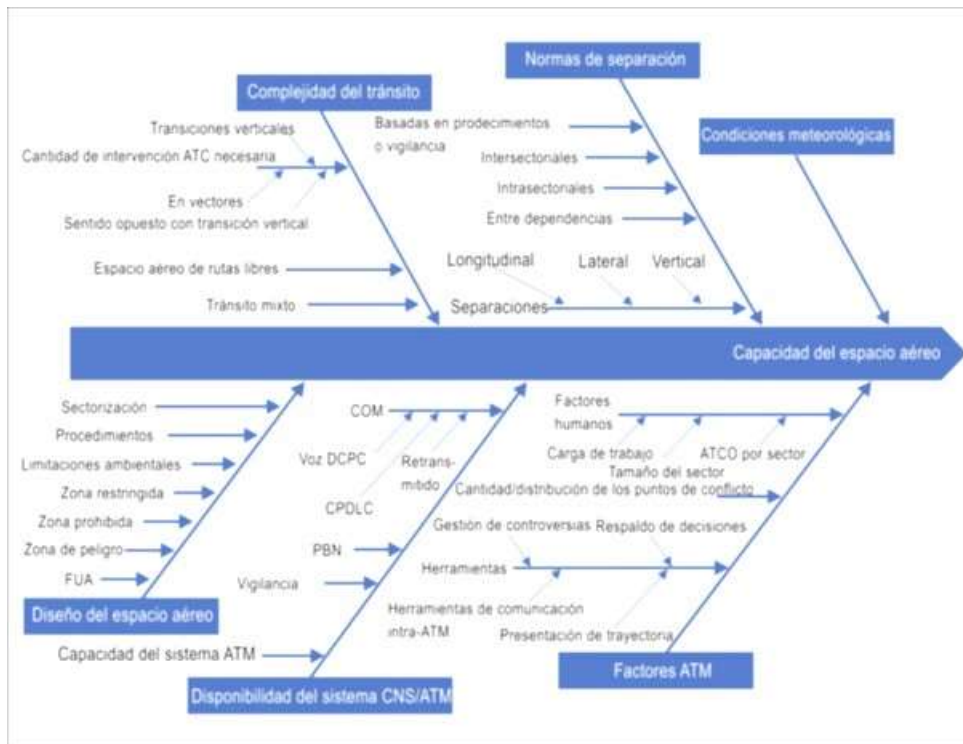 Normas de separación
Complejidad del tránsito
Condiciones meteorológicas
Transiciones verticales
Cantidad de intervención ATC necesaria
En vectores
Sentido opuesto con transición vertical
Espacio aéreo de rutas libres
Tránsito mixto
Basadas en prodecimientos
o vigilancia
Intersectonales
Intrasectonales
Entre dependencias
Longitudinal
Lateral
Vertical
Separaciones
Capacidad del espacio aéreo
Sectorización
Procedimientos
Limitaciones ambientales
Zona restringida
Zona prohibida
Zona de peligro
FUA
Diseño del espacio aéreo
COM
Voz DCPC
CPDLC
Retrans-
mitido
PBN
Vigilancia
Capacidad del sistema ATM
Disponibilidad del sistema CNS/ATM
Factores
humanos
Carga de trabajo
Tamaño del sector
ATCO por sector
Cantidad/distribución de los puntos de conflicto
Gestión de controversias
Respaldo de decisiones
Herramientas
Herramientas de comunicación
intra-ATM
Presentación de trayectoria
Factores ATM